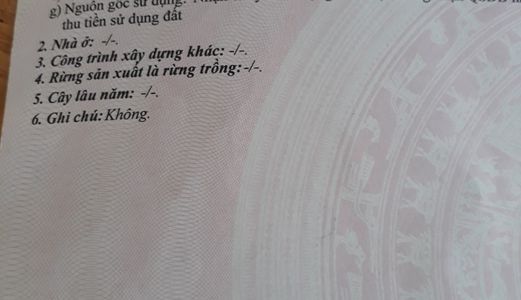 g) Nguồn gốc sử dụng:
thu tiền sử dụng đất
2. Nhà ở: -/-.
3. Công trình xây dựng khác: -/-.
4. Rừng sản xuất là rừng trồng: -/-.
5. Cây lâu năm: -/-.
6. Ghi chú: Không.